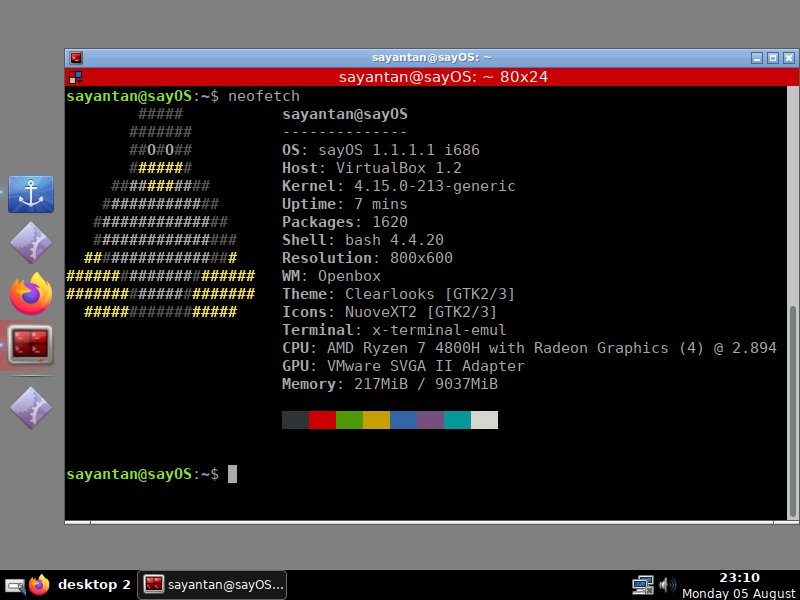 sayantan@sayOS: ~
sayantan@sayOS: ~ 80x24
sayantan@sayOS:~$ neofetch
##### sayantan@sayOS
####### --------------
##O#O## OS: sayOS 1.1.1.1 i686
####### Host: VirtualBox 1.2
########### Kernel: 4.15.0-213-generic
############# Uptime: 7 mins
############### Packages: 1620
################ Shell: bash 4.4.20
################# Resolution: 800x600
##################### WM: Openbox
##################### Theme: Clearlooks [GTK2/3]
################# Icons: NuoveXT2 [GTK2/3]
Terminal: x-terminal-emul
CPU: AMD Ryzen 7 4800H with Radeon Graphics (4) @ 2.894
GPU: VMware SVGA II Adapter
Memory: 217MiB / 9037MiB
sayantan@sayOS:~$
desktop 2
sayantan@sayOS...
23:10
Monday 05 August